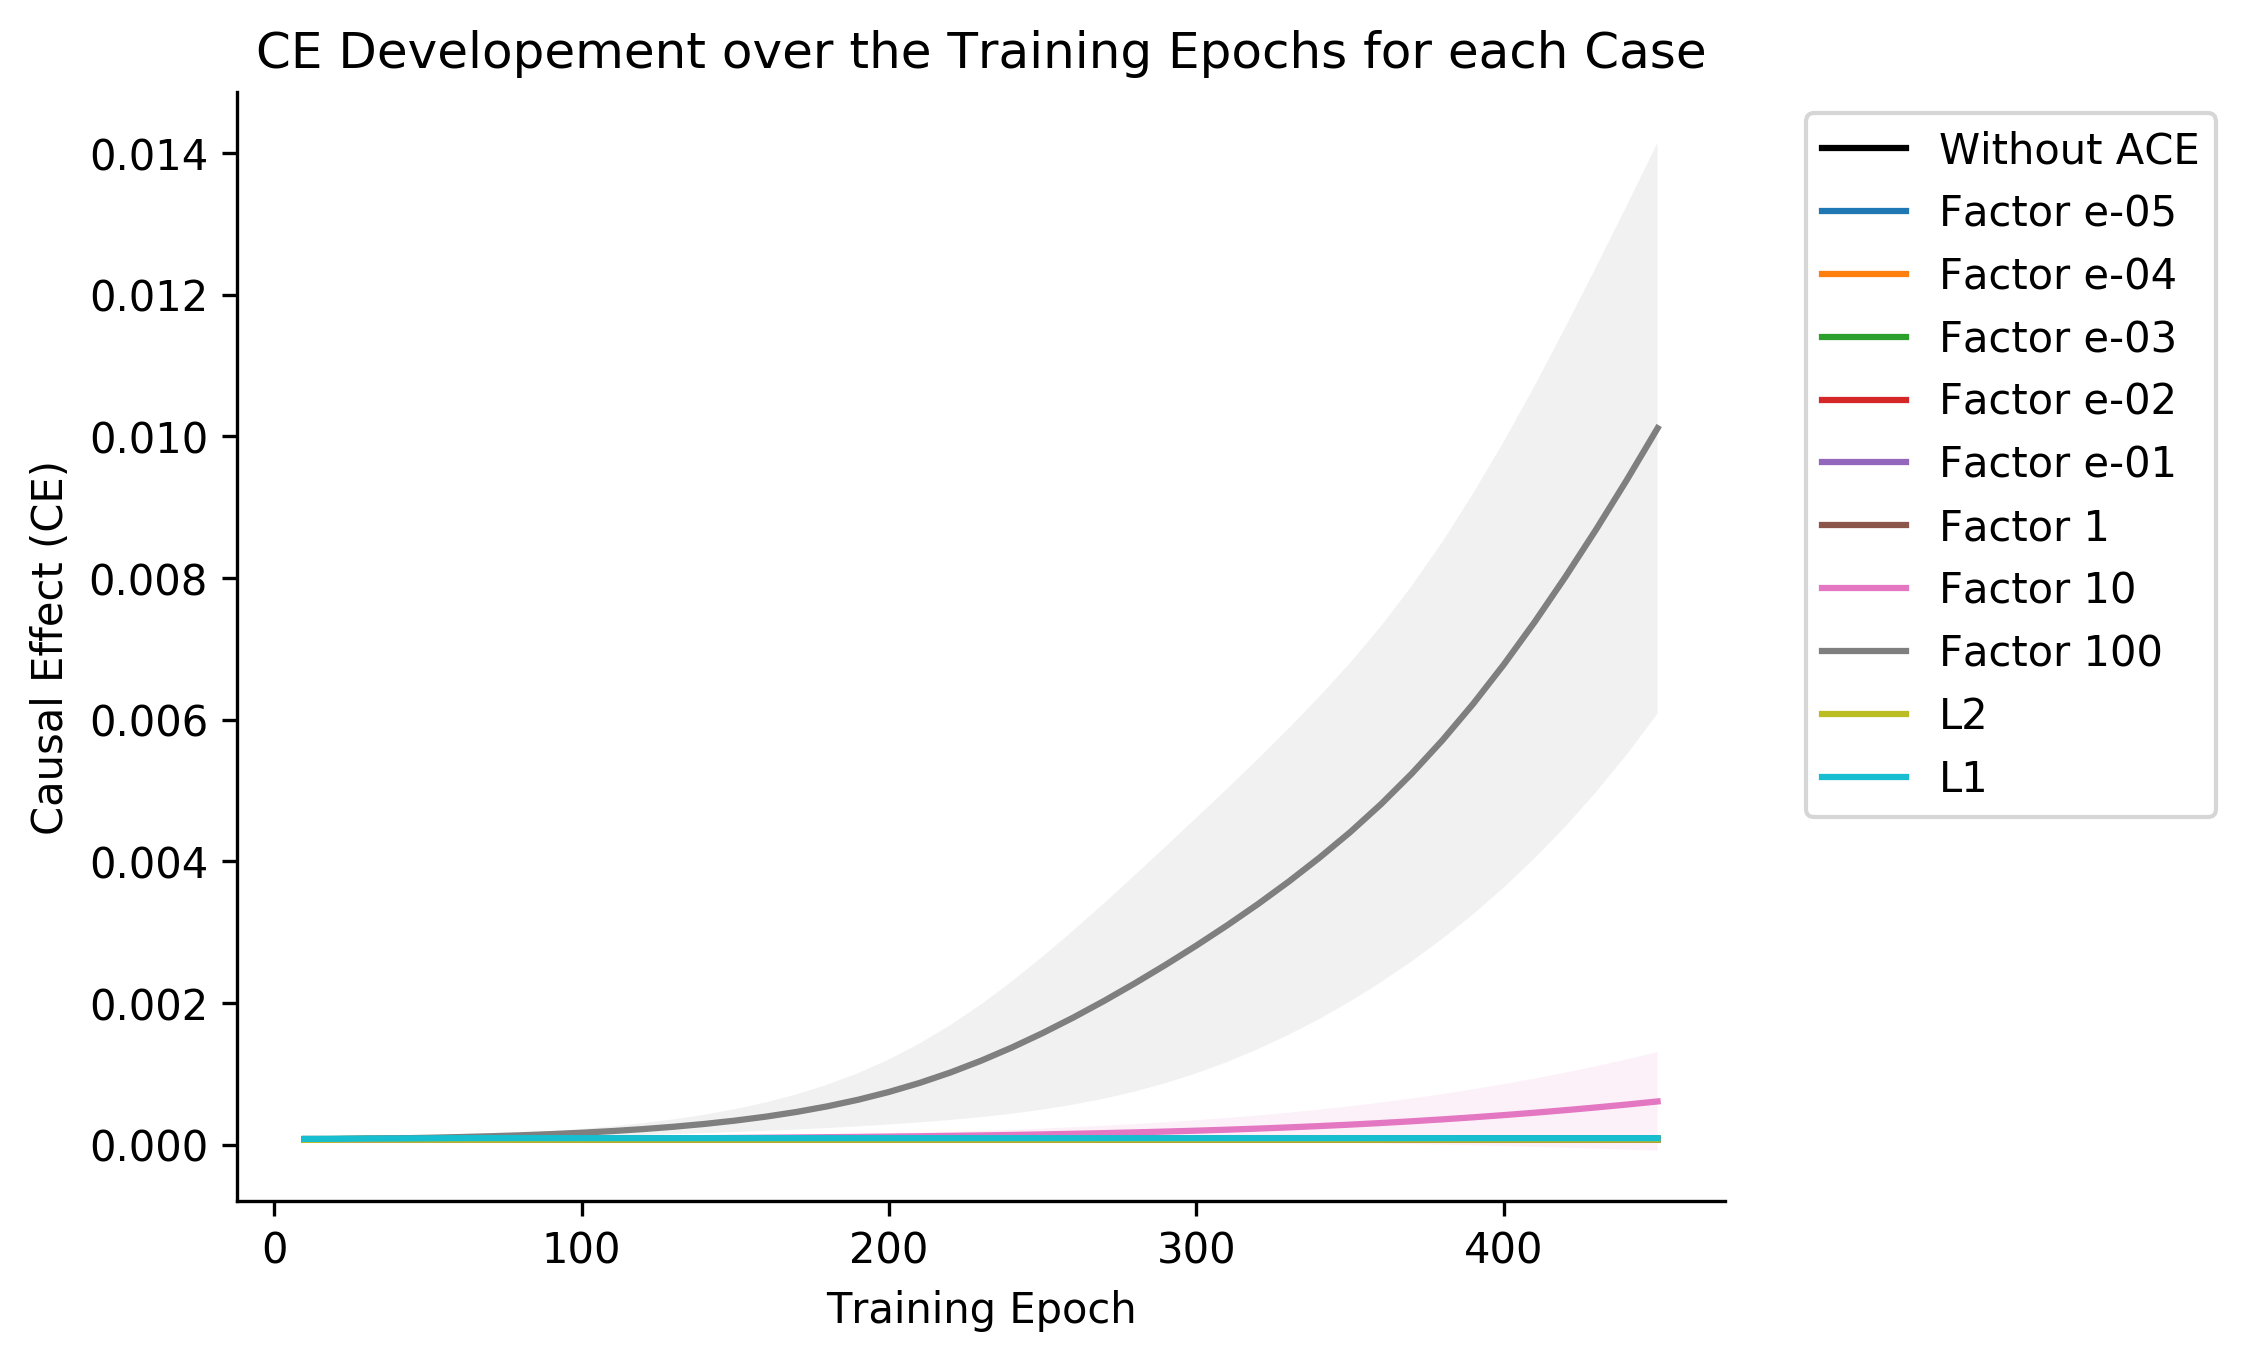 CE Developement over the Training Epochs for each Case
Causal Effect (CE)
0.014
0.012
0.010
0.008
0.006
0.004
0.002
0.000
0
100
200
300
400
Training Epoch
Without ACE
Factor e-05
Factor e-04
Factor e-03
Factor e-02
Factor e-01
Factor 1
Factor 10
Factor 100
L2
L1